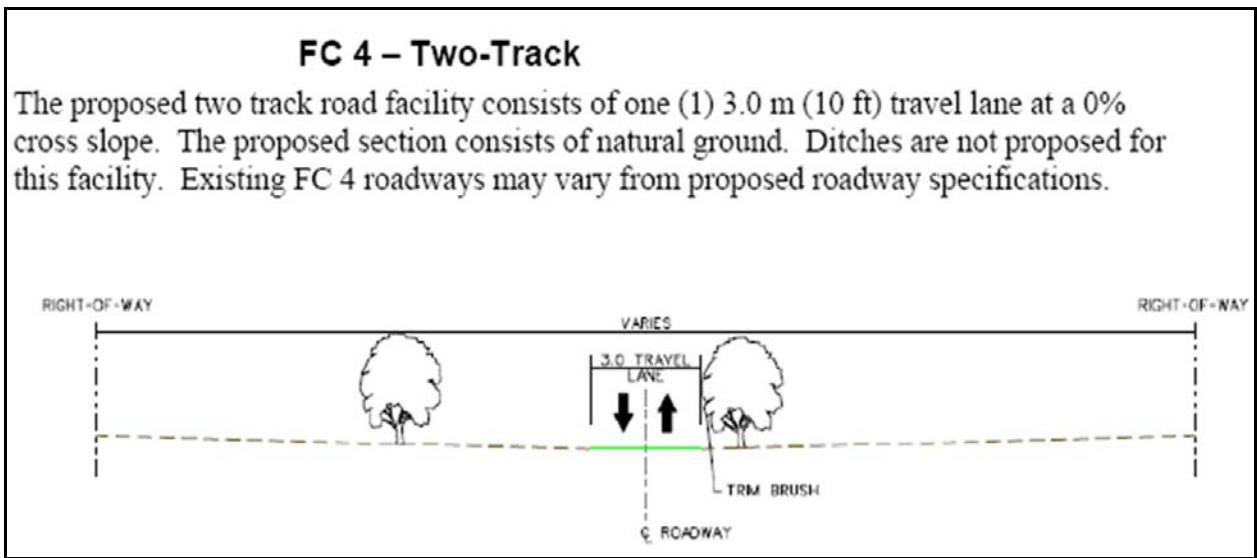 FC 4 – Two-Track
The proposed two track road facility consists of one (1) 3.0 m (10 ft) travel lane at a 0%
cross slope.  The proposed section consists of natural ground.  Ditches are not proposed for
this facility.  Existing FC 4 roadways may vary from proposed roadway specifications.
RIGHT-OF-WAY
RIGHT-OF-WAY
VARIES
3.0 TRAVEL
LANE
TRIM BRUSH
℄ ROADWAY